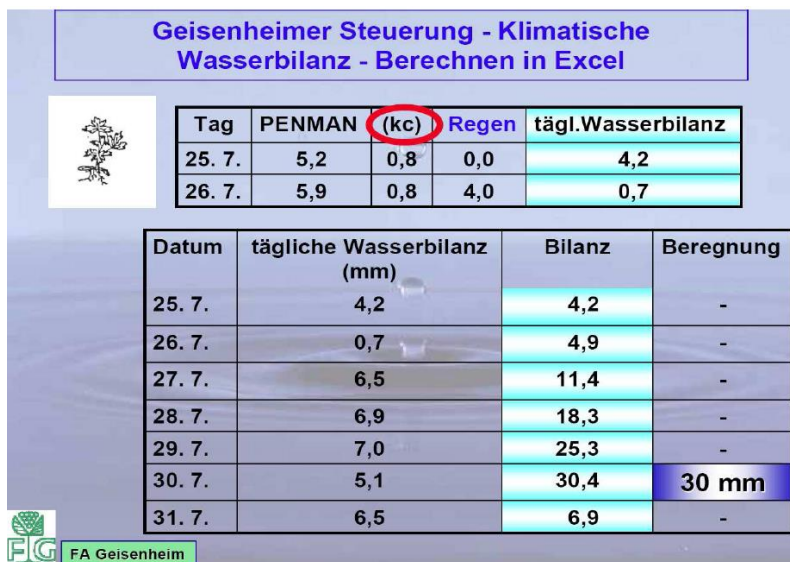 Geisenheimer Steuerung - Klimatische
Wasserbilanz - Berechnen in Excel
Tag PENMAN (kc) Regen tägl.Wasserbilanz
25. 7. 5,2 0,8 0,0 4,2
26. 7. 5,9 0,8 4,0 0,7
Datum tägliche Wasserbilanz Bilanz Beregnung
(mm)
25. 7. 4,2 4,2 -
26. 7. 0,7 4,9 -
27. 7. 6,5 11,4 -
28. 7. 6,9 18,3 -
29. 7. 7,0 25,3 -
30. 7. 5,1 30,4 30 mm
31. 7. 6,5 6,9 -
FG FA Geisenheim